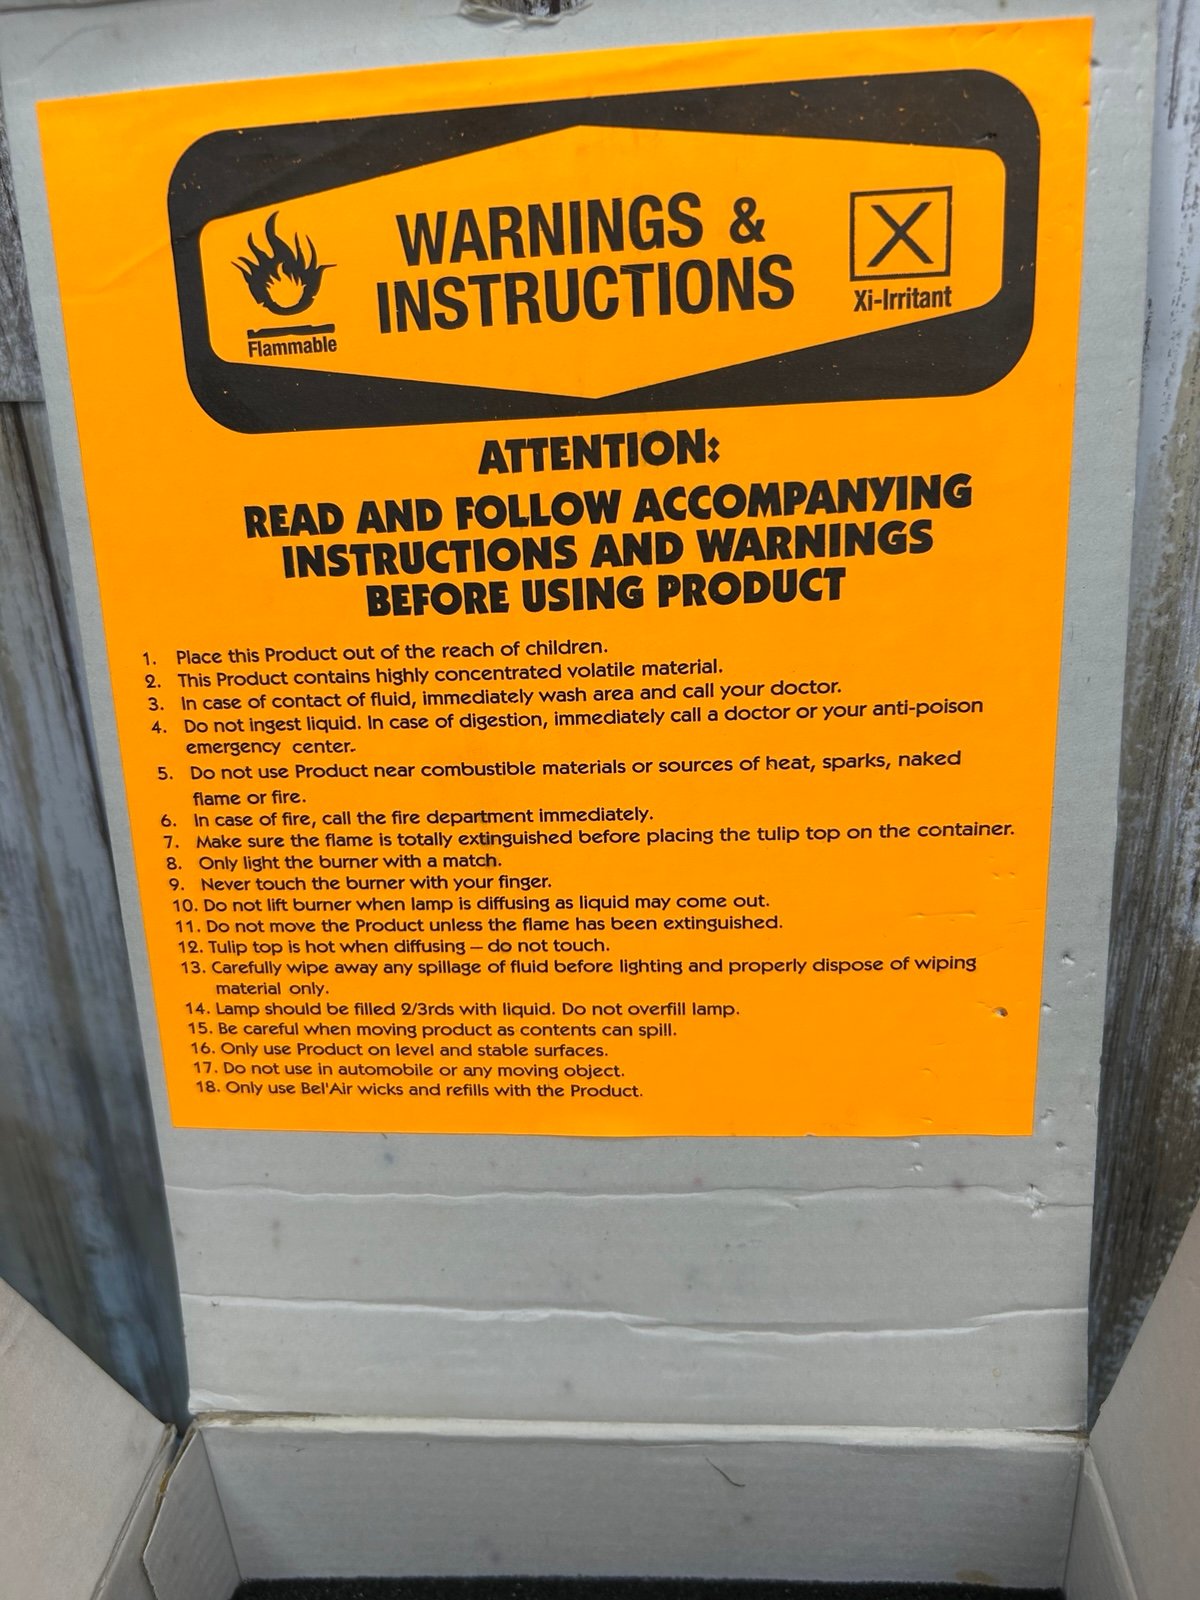 WARNINGS &
INSTRUCTIONS
Flammable
Xi-Irritant
ATTENTION:
READ AND FOLLOW ACCOMPANYING
INSTRUCTIONS AND WARNINGS
BEFORE USING PRODUCT
1. Place this Product out of the reach of children.
2. This Product contains highly concentrated volatile material.
3. In case of contact of fluid, immediately wash area and call your doctor.
4. Do not ingest liquid. In case of digestion, immediately call a doctor or your anti-poison
emergency center.
5. Do not use Product near combustible materials or sources of heat, sparks, naked
flame or fire.
6. In case of fire, call the fire department immediately.
7. Make sure the flame is totally extinguished before placing the tulip top on the container.
8. Only light the burner with a match.
9. Never touch the burner with your finger.
10. Do not lift burner when lamp is diffusing as liquid may come out.
11. Do not move the Product unless the flame has been extinguished.
12. Tulip top is hot when diffusing – do not touch.
13. Carefully wipe away any spillage of fluid before lighting and properly dispose of wiping
material only.
14. Lamp should be filled 2/3rds with liquid. Do not overfill lamp.
15. Be careful when moving product as contents can spill.
16. Only use Product on level and stable surfaces.
17. Do not use in automobile or any moving object.
18. Only use Bel'Air wicks and refills with the Product.